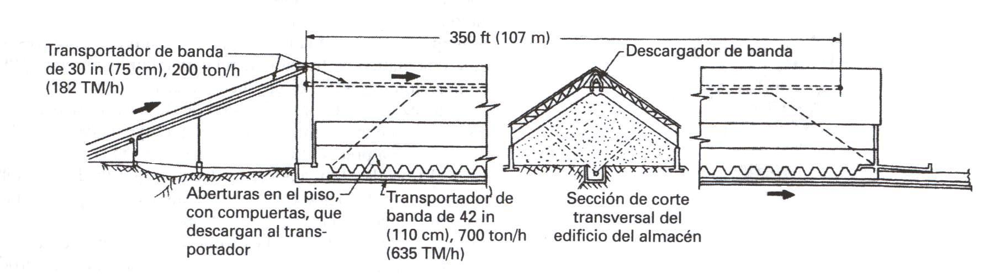 350 ft (107 m)
Transportador de banda
de 30 in (75 cm), 200 ton/h
(182 TM/h)
Descargador de banda
Aberturas en el piso,
con compuertas, que
descargan al trans-
portador
Transportador de
banda de 42 in
(110 cm), 700 ton/h
(635 TM/h)
Sección de corte
transversal del
edificio del almacén